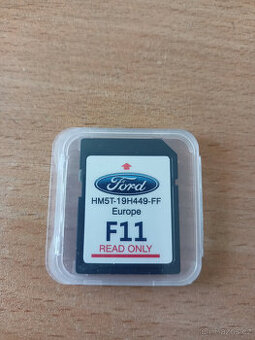 Ford
HM5T-19H449-FF
Europe
F11
READ ONLY